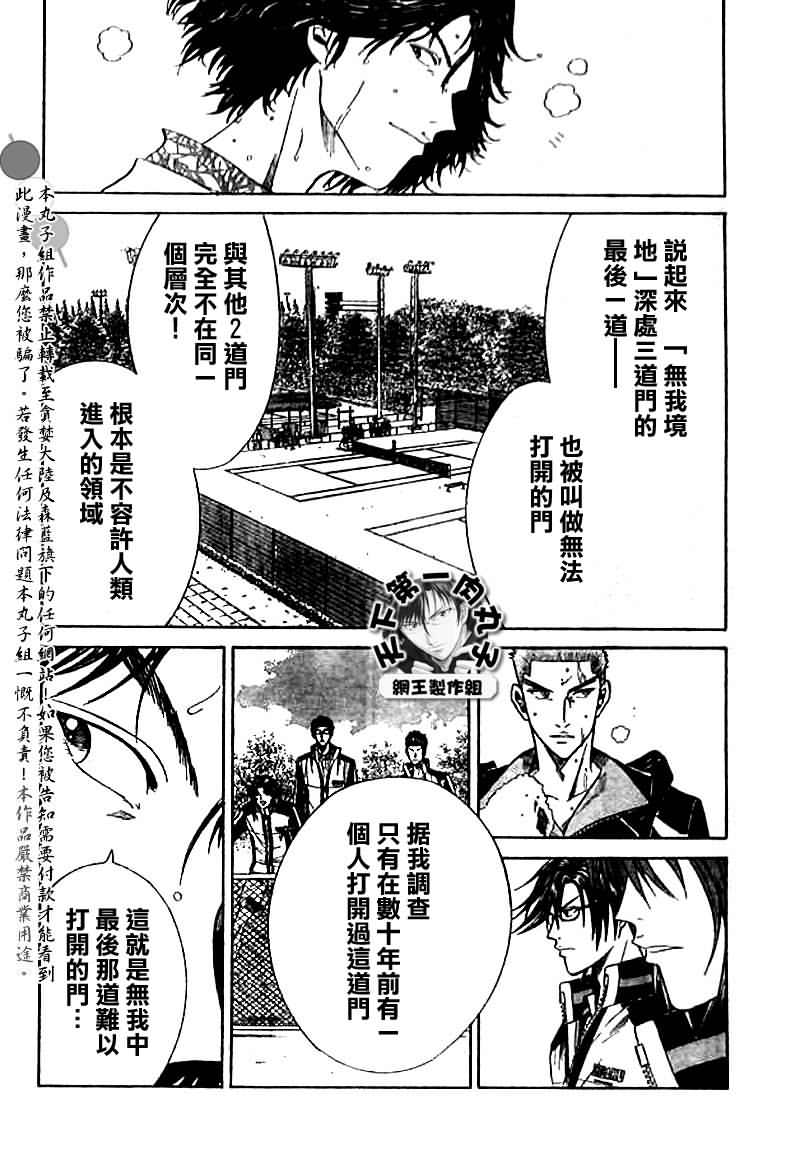 說起來　「無我境
地」深處三道門的
最後一道——
也被叫做無法
打開的門
與其他2道門
完全不在同一
個層次！
根本是不容許人類
進入的領域
据我調查
只有在數十年前有一
個人打開過這道門
這就是無我中
最後那道難以
打開的門…
天下第一肉丸子
網王製作組
本丸子組作品禁止轉載至貪婪大陸及森藍旗下的任何網站！如果您被告知需要付款才能看到
此漫畫，那麼您被騙了。若發生任何法律問題本丸子組一慨不負責！本作品嚴禁商業用途。